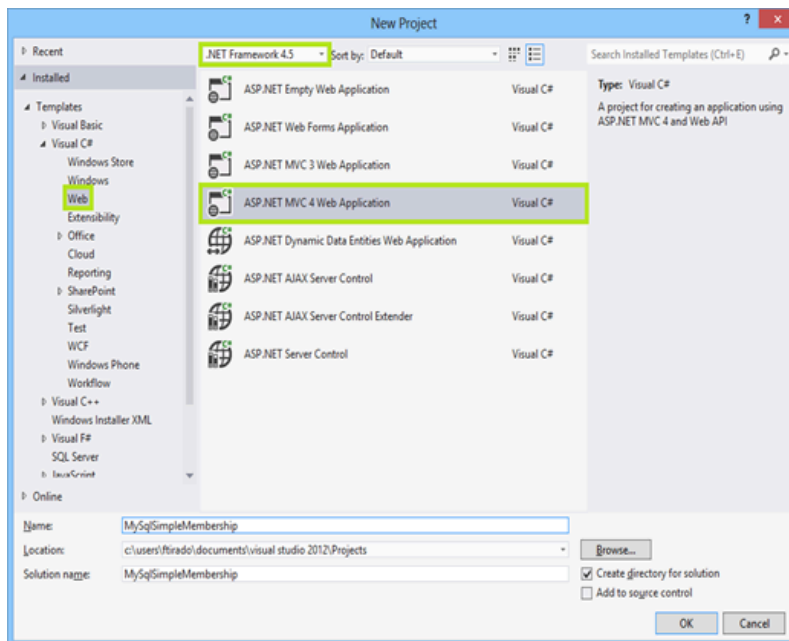 New Project
? x
Recent
.NET Framework 4.5 Sort by: Default
Search Installed Templates (Ctrl+E)
Installed
Templates
Visual Basic
Visual C#
Windows Store
Windows
Web
Extensibility
Office
Cloud
Reporting
SharePoint
Silverlight
Test
WCF
Windows Phone
Workflow
Visual C++
Windows Installer XML
Visual F#
SQL Server
JavaScript
Online
ASP.NET Empty Web Application Visual C#
ASP.NET Web Forms Application Visual C#
ASP.NET MVC 3 Web Application Visual C#
ASP.NET MVC 4 Web Application Visual C#
ASP.NET Dynamic Data Entities Web Application Visual C#
ASP.NET AJAX Server Control Visual C#
ASP.NET AJAX Server Control Extender Visual C#
ASP.NET Server Control Visual C#
Type: Visual C#
A project for creating an application using
ASP.NET MVC 4 and Web API
Name: MySqlSimpleMembership
Location: c:\users\ftirado\documents\visual studio 2012\Projects Browse...
Solution name: MySqlSimpleMembership
Create directory for solution
Add to source control
OK Cancel